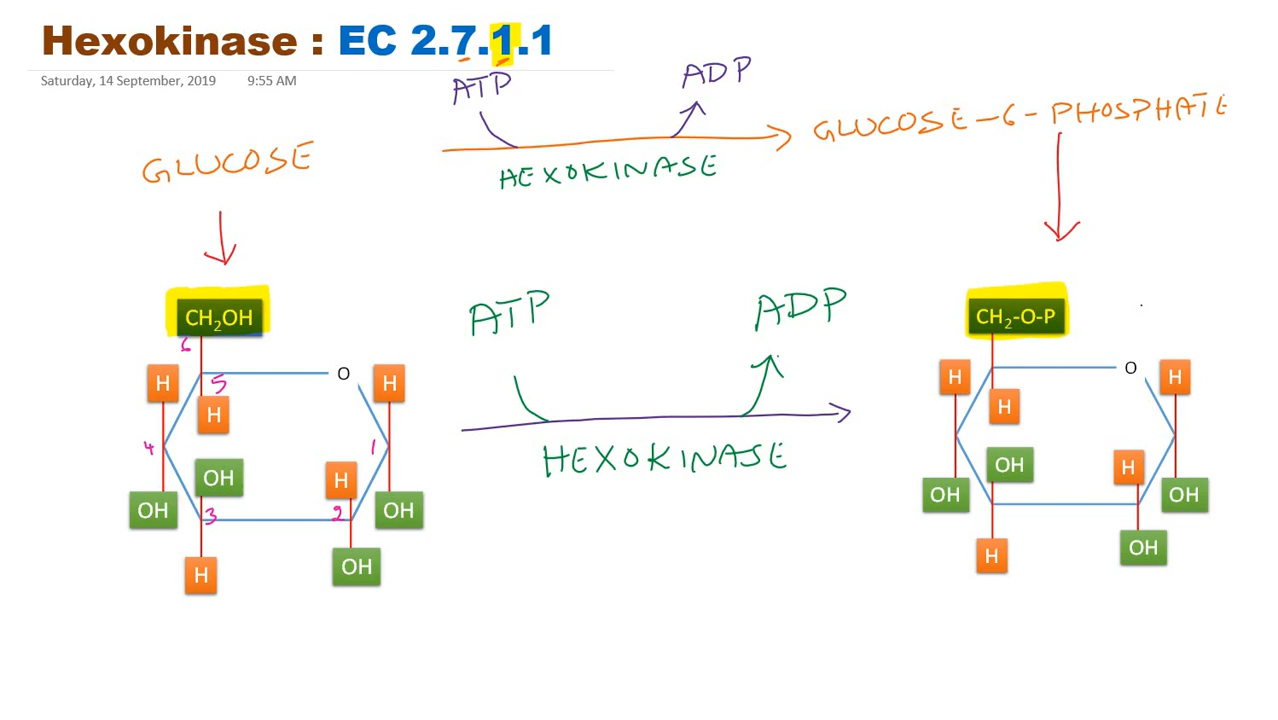 Hexokinase : EC 2.7.1.1
Saturday, 14 September, 2019 9:55 AM
ATP ADP
GLUCOSE HEXOKINASE GLUCOSE-6-PHOSPHATE
CH2OH ATP ADP CH2-O-P
6
H 5 O H
H
4 1
OH H
OH 3 2 OH
H OH
HEXOKINASE
H O H
H
OH H
OH OH
H OH